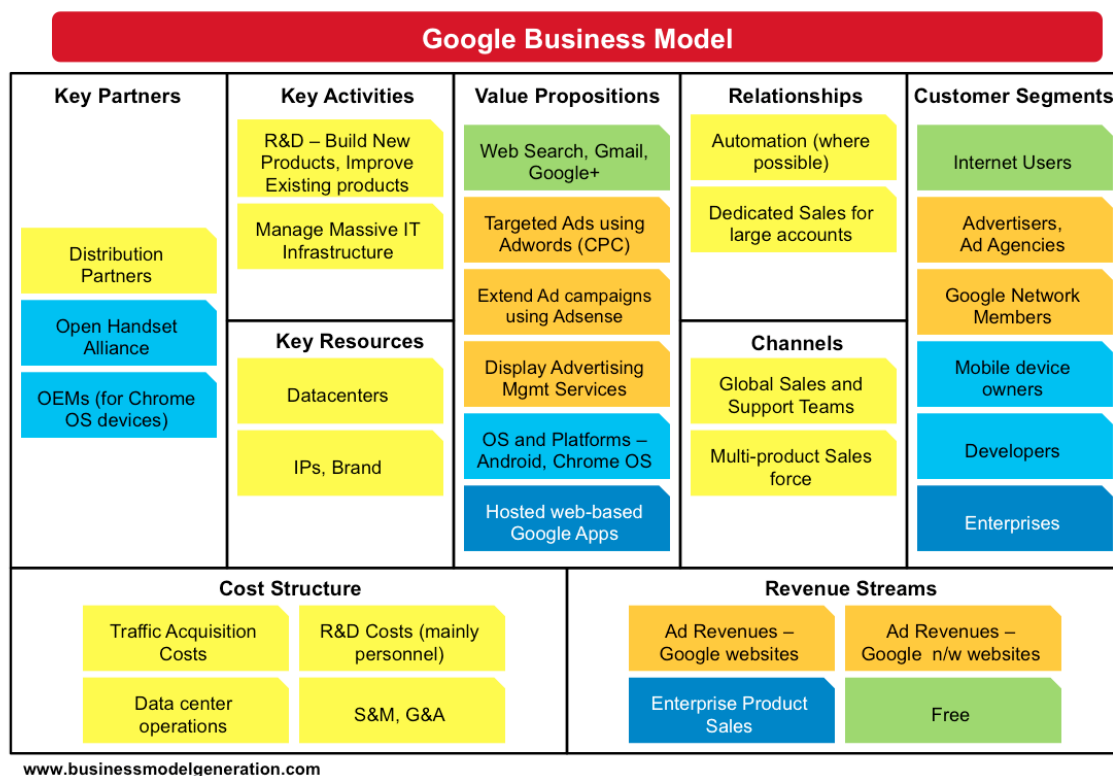 Google Business Model
Key Partners
Distribution
Partners
Open Handset
Alliance
OEMs (for Chrome
OS devices)
Key Activities
R&D – Build New
Products, Improve
Existing products
Manage Massive IT
Infrastructure
Key Resources
Datacenters
IPs, Brand
Value Propositions
Web Search, Gmail,
Google+
Targeted Ads using
Adwords (CPC)
Extend Ad campaigns
using Adsense
Display Advertising
Mgmt Services
OS and Platforms –
Android, Chrome OS
Hosted web-based
Google Apps
Relationships
Automation (where
possible)
Dedicated Sales for
large accounts
Channels
Global Sales and
Support Teams
Multi-product Sales
force
Customer Segments
Internet Users
Advertisers,
Ad Agencies
Google Network
Members
Mobile device
owners
Developers
Enterprises
Cost Structure
Traffic Acquisition
Costs
R&D Costs (mainly
personnel)
Data center
operations
S&M, G&A
Revenue Streams
Ad Revenues –
Google websites
Ad Revenues –
Google n/w websites
Enterprise Product
Sales
Free
www.businessmodelgeneration.com